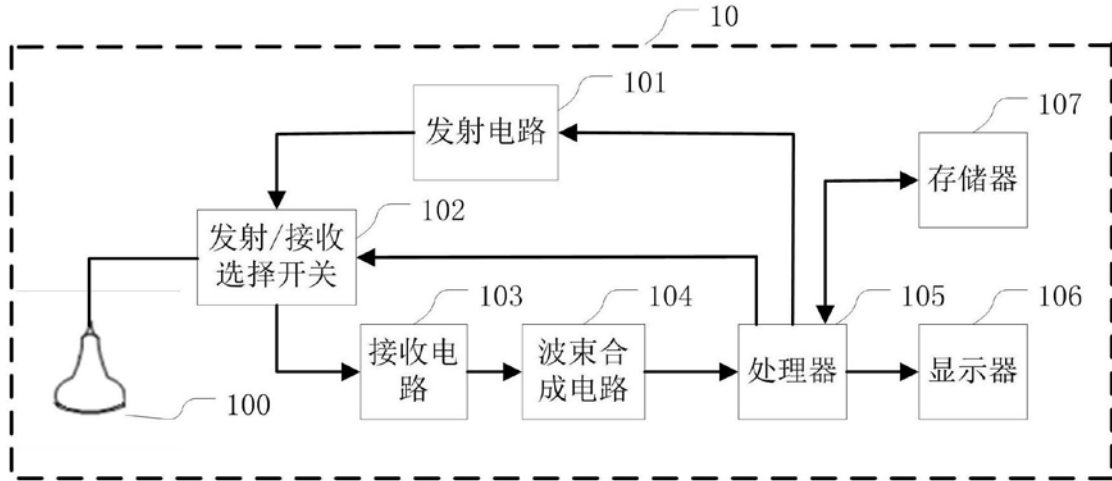 10
101
发射电路
107
存储器
102
发射/接收
选择开关
103
接收电
路
104
波束合
成电路
105
处理器
106
显示器
100